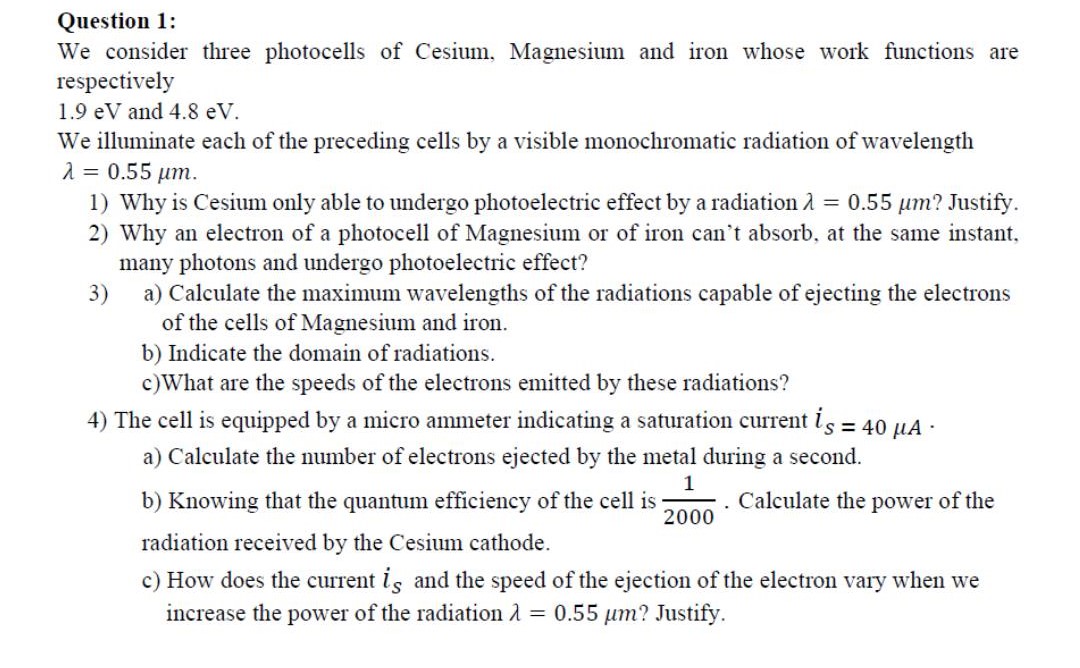 Question 1:
We consider three photocells of Cesium, Magnesium and iron whose work functions are
respectively
1.9 eV and 4.8 eV.
We illuminate each of the preceding cells by a visible monochromatic radiation of wavelength
λ = 0.55 μm.
1) Why is Cesium only able to undergo photoelectric effect by a radiation λ = 0.55 μm? Justify.
2) Why an electron of a photocell of Magnesium or of iron can't absorb, at the same instant,
many photons and undergo photoelectric effect?
3) a) Calculate the maximum wavelengths of the radiations capable of ejecting the electrons
of the cells of Magnesium and iron.
b) Indicate the domain of radiations.
c)What are the speeds of the electrons emitted by these radiations?
4) The cell is equipped by a micro ammeter indicating a saturation current i_s = 40 μA .
a) Calculate the number of electrons ejected by the metal during a second.
b) Knowing that the quantum efficiency of the cell is 1/2000 . Calculate the power of the
radiation received by the Cesium cathode.
c) How does the current i_s and the speed of the ejection of the electron vary when we
increase the power of the radiation λ = 0.55 μm? Justify.